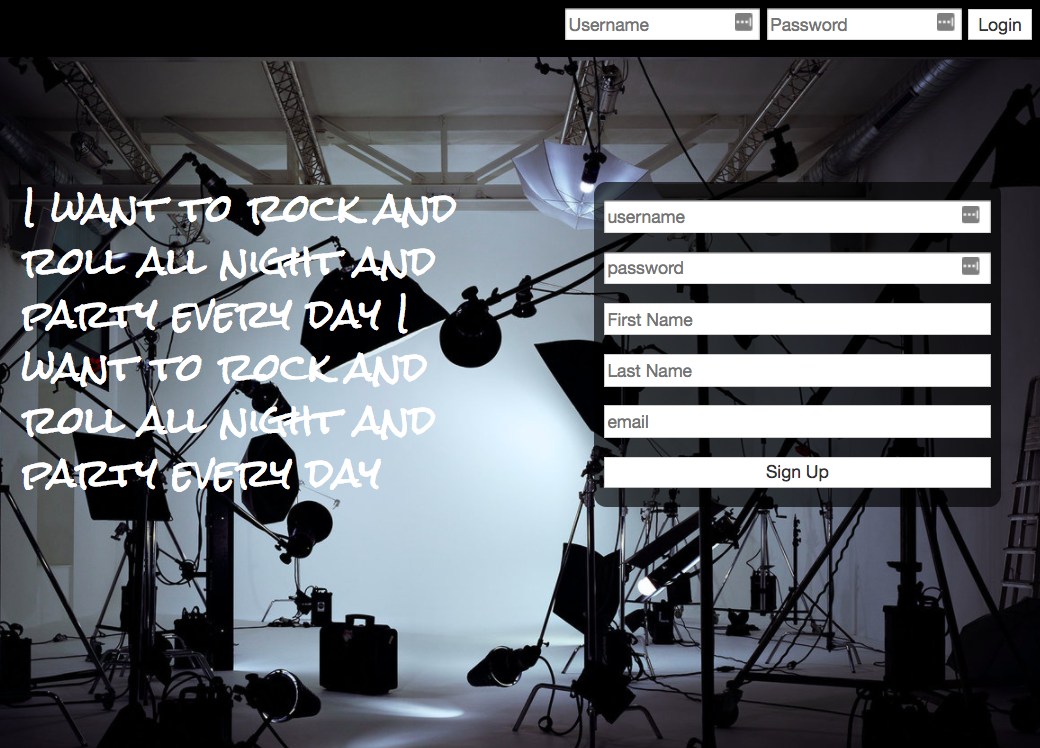 Username Password Login
I want to rock and
roll all night and
party every day I
want to rock and
roll all night and
party every day
username
password
First Name
Last Name
email
Sign Up